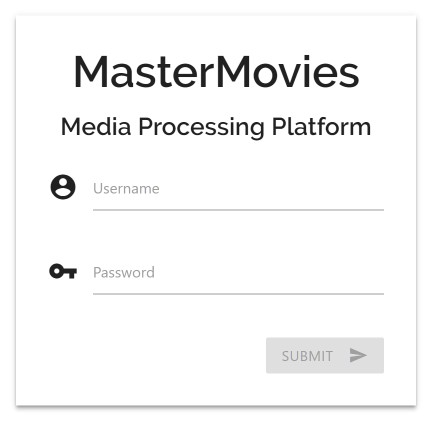 MasterMovies
Media Processing Platform
Username
Password
SUBMIT